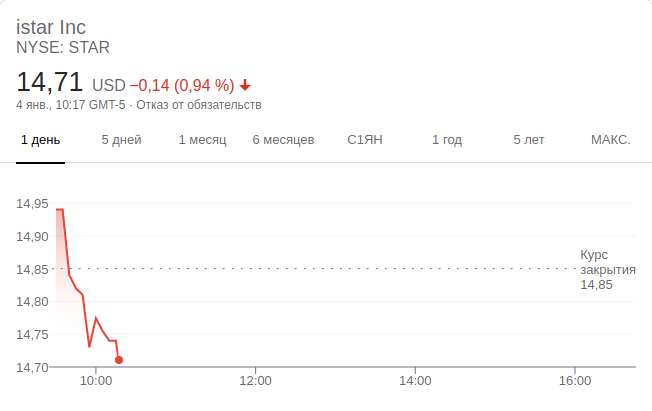 istar Inc
NYSE: STAR
14,71 USD −0,14 (0,94 %)
4 янв., 10:17 GMT-5 · Отказ от обязательств
1 день 5 дней 1 месяц 6 месяцев С1ЯН 1 год 5 лет МАКС.
14,95
14,90
14,85
14,80
14,75
14,70
Курс
закрытия
14,85
10:00 12:00 14:00 16:00